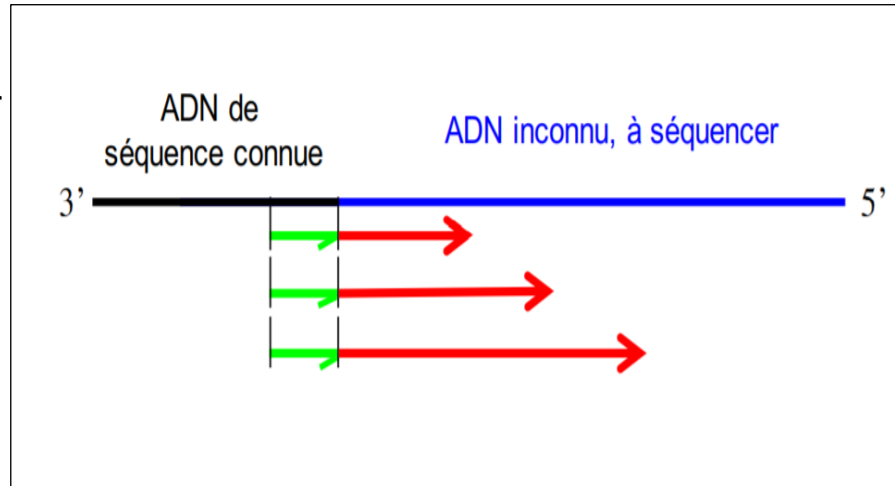 ADN de
séquence connue
ADN inconnu, à séquencer
3’
5’